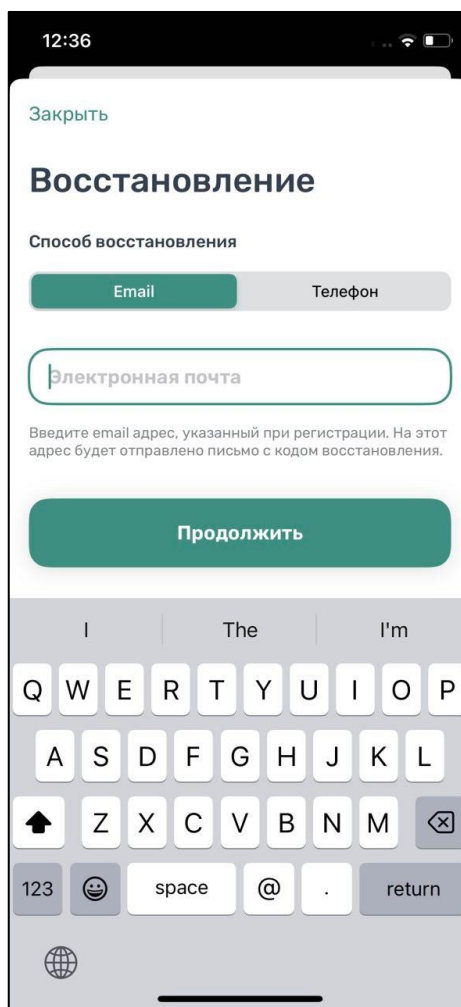 12:36
Закрыть
Восстановление
Способ восстановления
Email Телефон
Электронная почта
Введите email адрес, указанный при регистрации. На этот
адрес будет отправлено письмо с кодом восстановления.
Продолжить
I The I'm
Q W E R T Y U I O P
A S D F G H J K L
Z X C V B N M
123 space @ . return